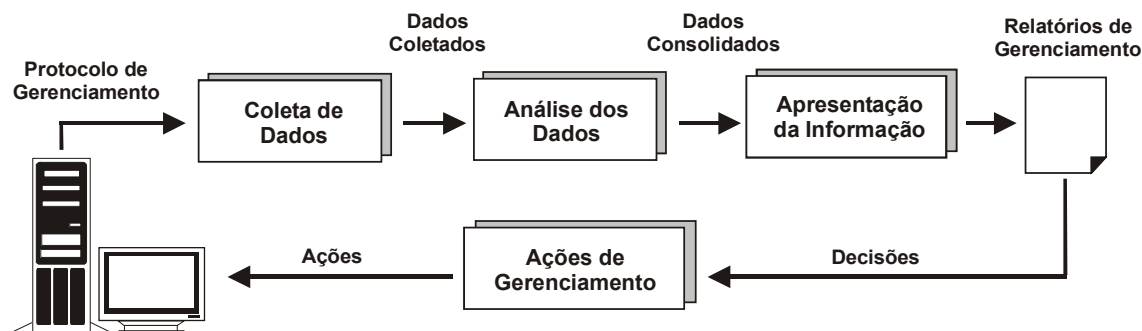 Protocolo de
Gerenciamento
Coleta de
Dados
Dados
Coletados
Análise dos
Dados
Dados
Consolidados
Apresentação
da Informação
Relatórios de
Gerenciamento
Decisões
Ações de
Gerenciamento
Ações